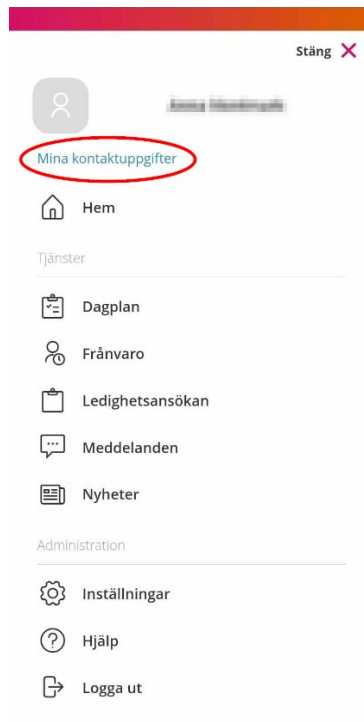 Stäng
Mina kontaktuppgifter
Hem
Tjänster
Dagplan
Frånvaro
Ledighetsansökan
Meddelanden
Nyheter
Administration
Inställningar
Hjälp
Logga ut